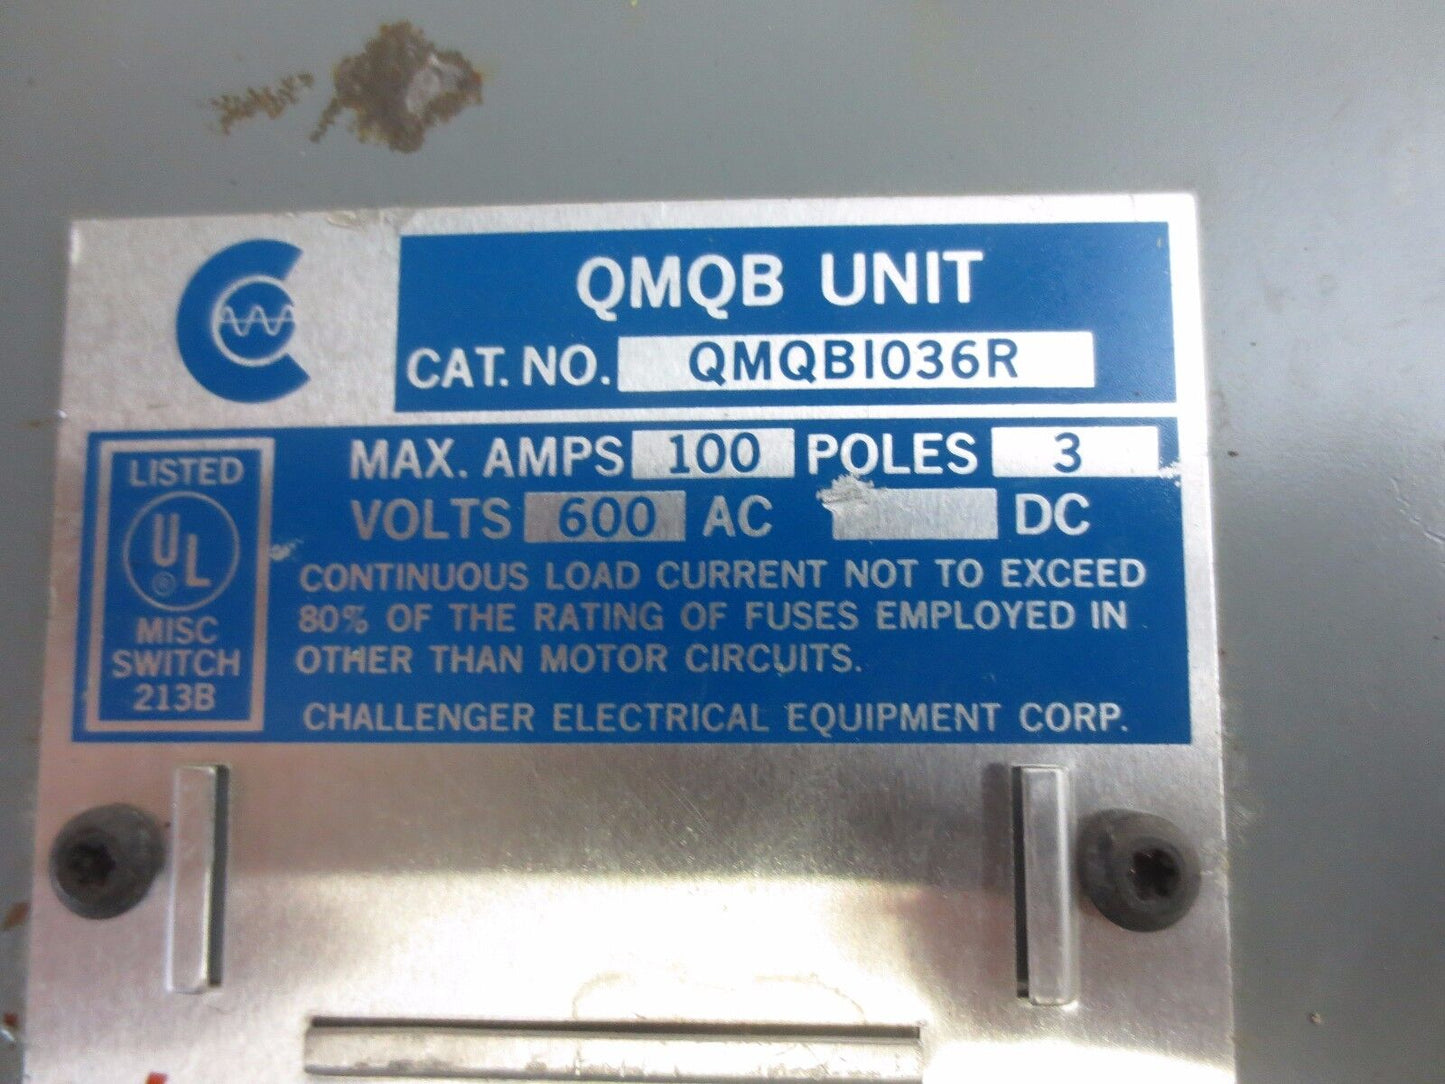 QMQB UNIT
CAT. NO. QMQB1036R
MAX. AMPS 100 POLES 3
VOLTS 600 AC DC
CONTINUOUS LOAD CURRENT NOT TO EXCEED
80% OF THE RATING OF FUSES EMPLOYED IN
OTHER THAN MOTOR CIRCUITS.
CHALLENGER ELECTRICAL EQUIPMENT CORP.
LISTED
UL
©
MISC
SWITCH
213B